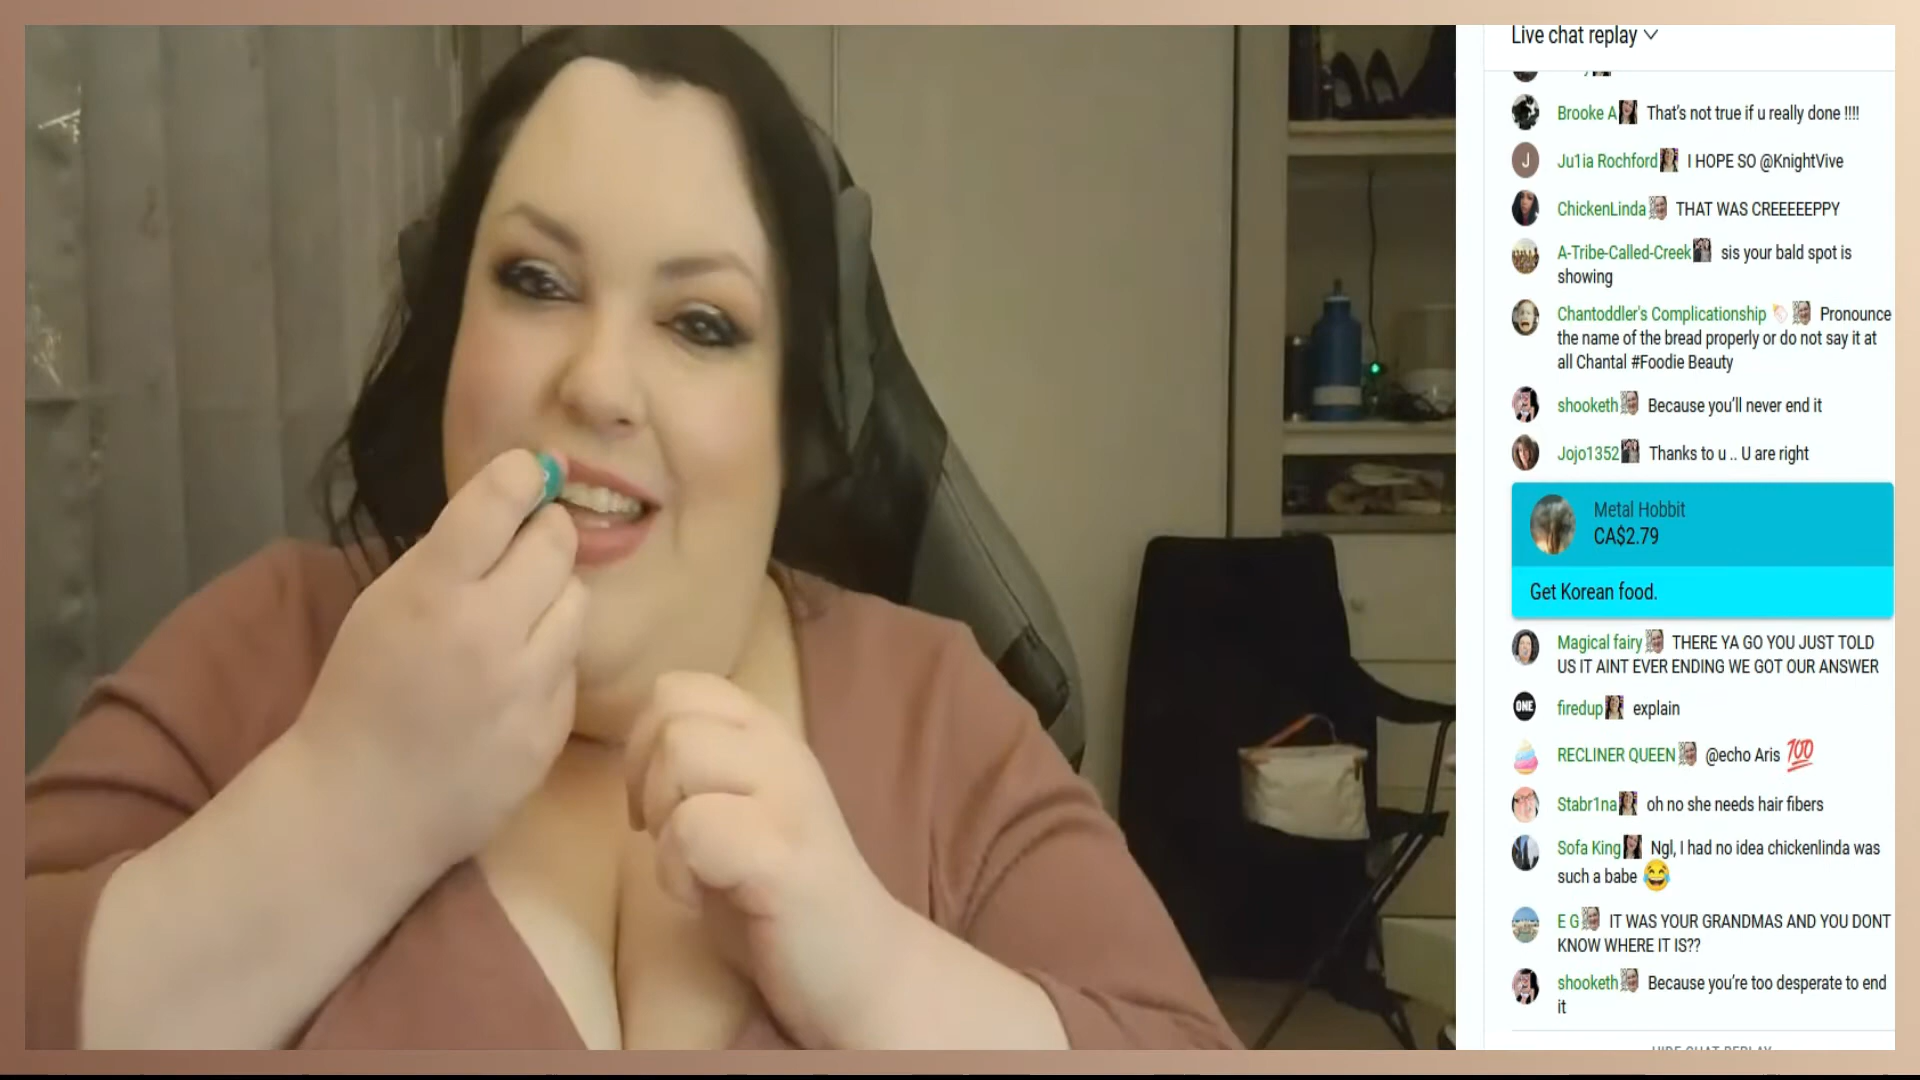 Live chat replay
Brooke A That's not true if u really done !!!!
Ju1ia Rochford I HOPE SO @KnightVive
ChickenLinda THAT WAS CREEEEEPPY
A-Tribe-Called-Creek sis your bald spot is
showing
Chantoddler's Complicationship Pronounce
the name of the bread properly or do not say it at
all Chantal #Foodie Beauty
shooketh Because you'll never end it
Jojo1352 Thanks to u .. U are right
Metal Hobbit
CA$2.79
Get Korean food.
Magical fairy THERE YA GO YOU JUST TOLD
US IT AINT EVER ENDING WE GOT OUR ANSWER
ONE
firedup explain
RECLINER QUEEN @echo Aris 💯
Stabr1na oh no she needs hair fibers
Sofa King Ngl, I had no idea chickenlinda was
such a babe 😂
E G IT WAS YOUR GRANDMAS AND YOU DONT
KNOW WHERE IT IS??
shooketh Because you're too desperate to end
it
HIDE CHAT REPLAY